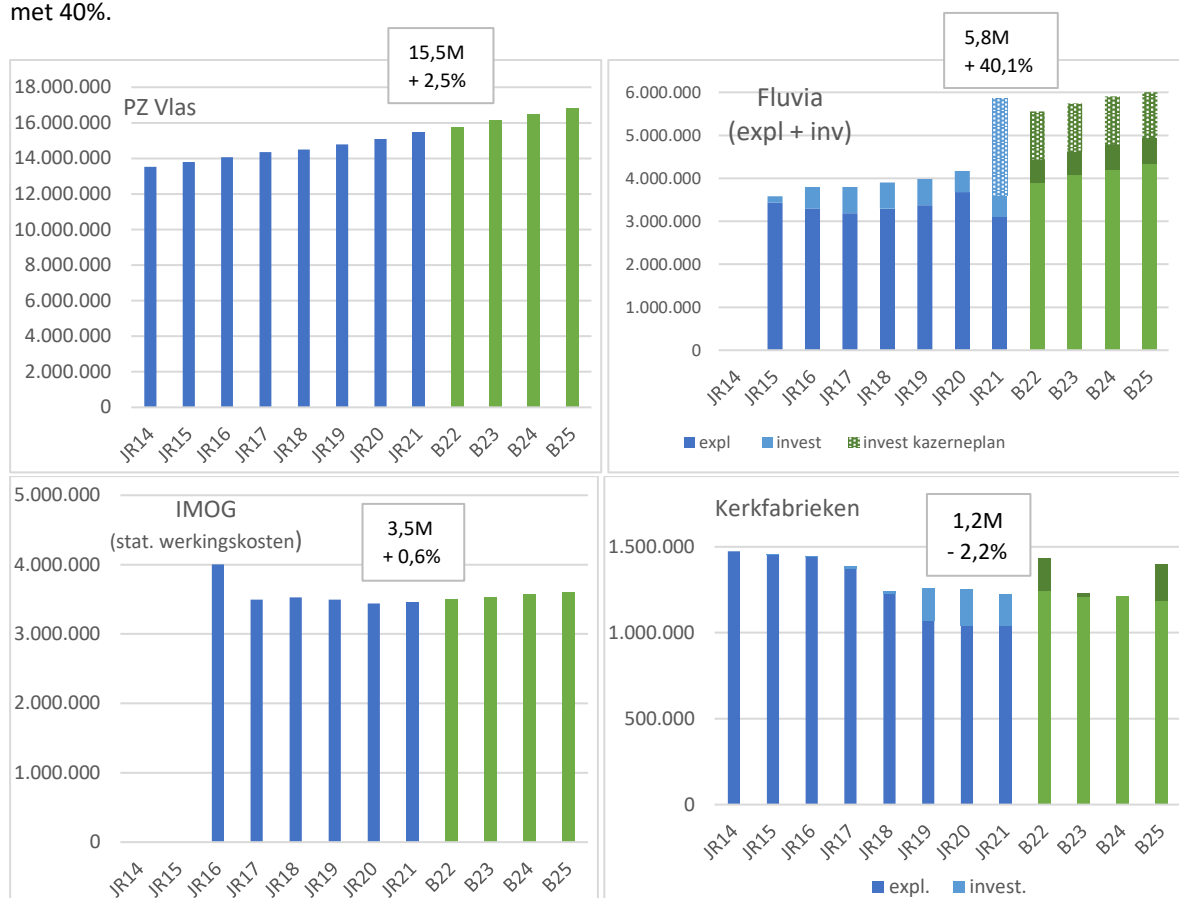 met 40%.
15,5M
+ 2,5%
PZ Vlas
18.000.000
16.000.000
14.000.000
12.000.000
10.000.000
8.000.000
6.000.000
4.000.000
2.000.000
0
JR14 JR15 JR16 JR17 JR18 JR19 JR20 JR21 B22 B23 B24 B25
5,8M
+ 40,1%
Fluvia
(expl + inv)
6.000.000
5.000.000
4.000.000
3.000.000
2.000.000
1.000.000
0
JR14 JR15 JR16 JR17 JR18 JR19 JR20 JR21 B22 B23 B24 B25
expl invest invest kazerneplan
IMOG
(stat. werkingskosten)
3,5M
+ 0,6%
5.000.000
4.000.000
3.000.000
2.000.000
1.000.000
0
JR14 JR15 JR16 JR17 JR18 JR19 JR20 JR21 B22 B23 B24 B25
Kerkfabrieken
1,2M
- 2,2%
1.500.000
1.000.000
500.000
0
JR14 JR15 JR16 JR17 JR18 JR19 JR20 JR21 B22 B23 B24 B25
expl. invest.